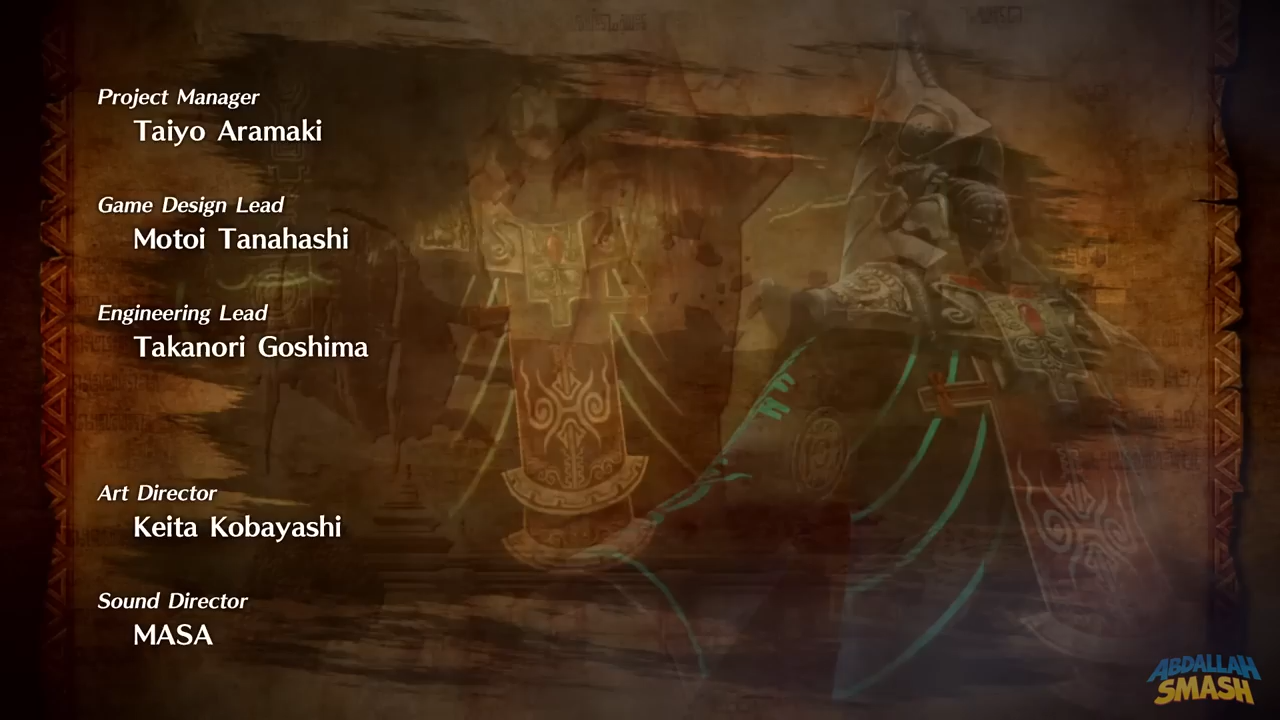 Project Manager
Taiyo Aramaki
Game Design Lead
Motoi Tanahashi
Engineering Lead
Takanori Goshima
Art Director
Keita Kobayashi
Sound Director
MASA
ABDALLAH
SMASH